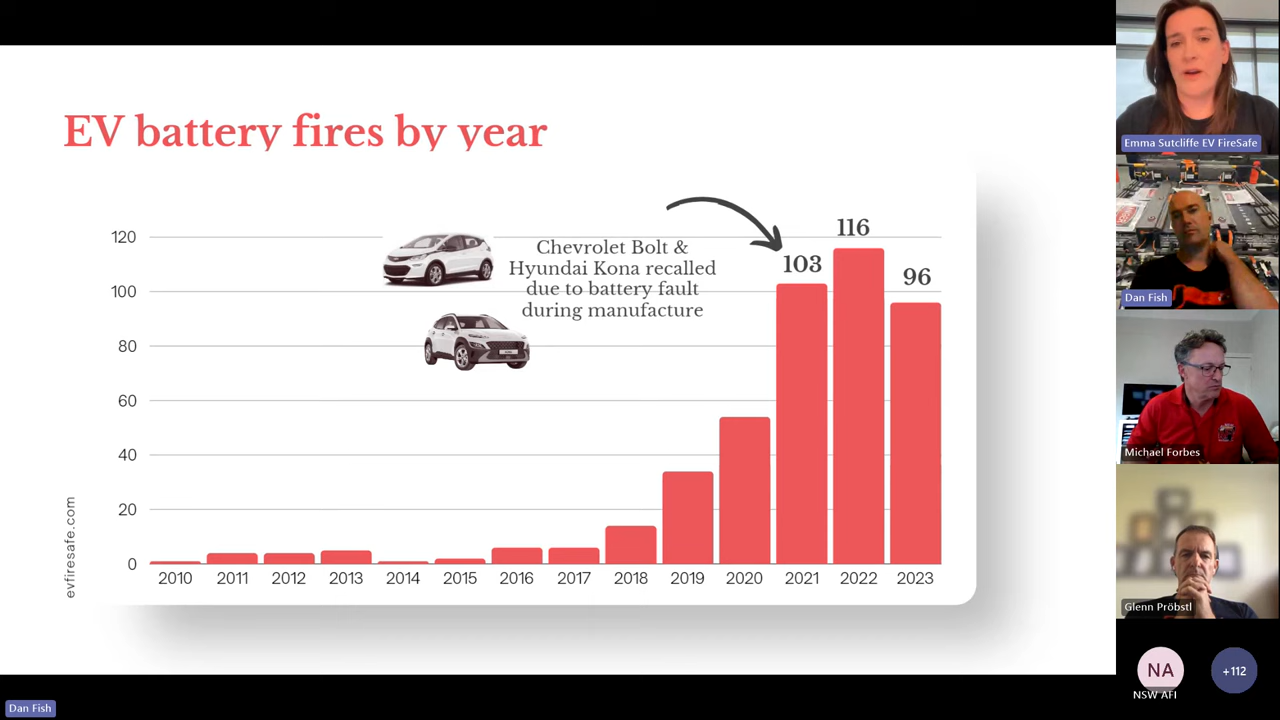 EV battery fires by year
120
100
80
60
40
20
0
Chevrolet Bolt &
Hyundai Kona recalled
due to battery fault
during manufacture
103
116
96
2010 2011 2012 2013 2014 2015 2016 2017 2018 2019 2020 2021 2022 2023
evfiresafe.com
Emma Sutcliffe EV FireSafe
Dan Fish
Michael Forbes
Glenn Pröbstl
NA
NSW AFI
+112
Dan Fish